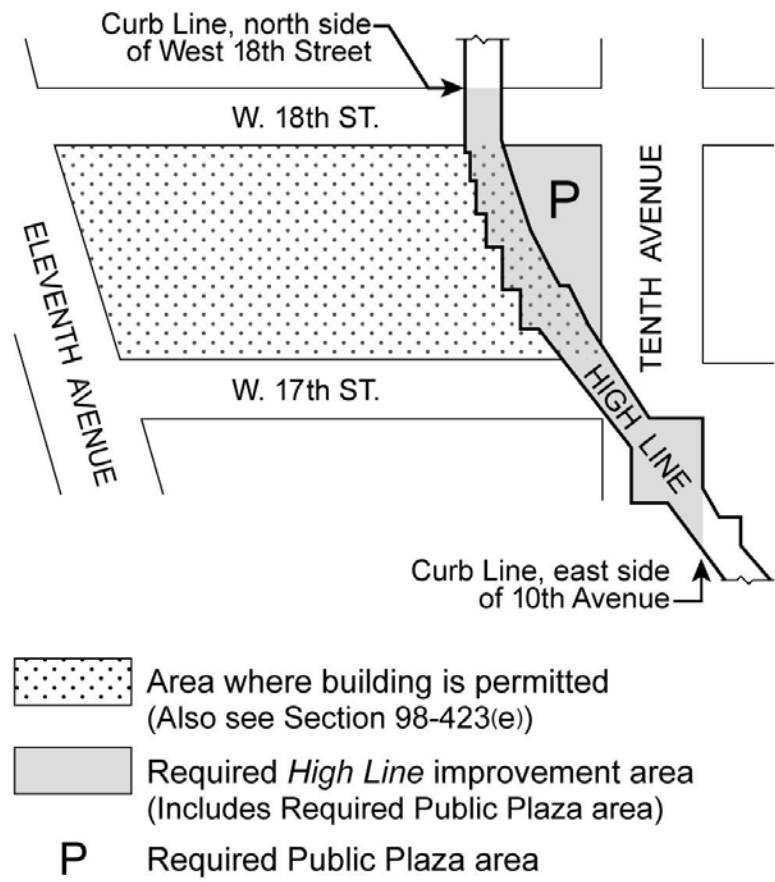 Curb Line, north side
of West 18th Street
W. 18th ST.
P
TENTH AVENUE
ELEVENTH AVENUE
W. 17th ST.
HIGH LINE
Curb Line, east side
of 10th Avenue
Area where building is permitted
(Also see Section 98-423(e))
Required High Line improvement area
(Includes Required Public Plaza area)
P Required Public Plaza area